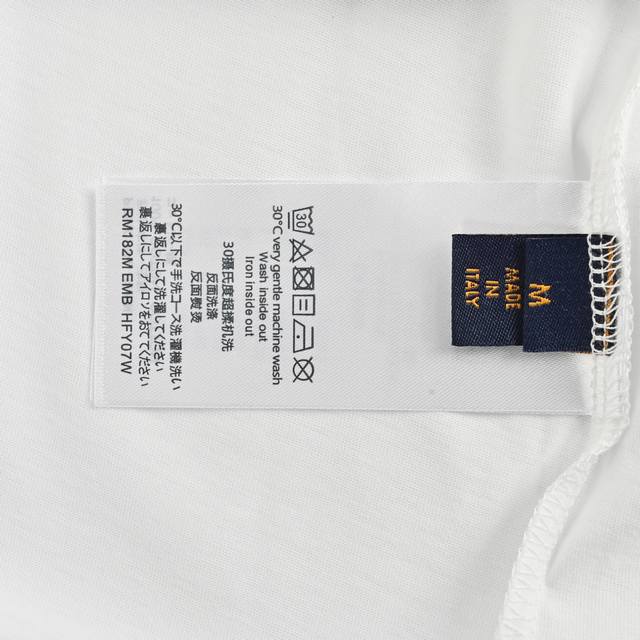 30
30°C very gentle machine wash
Wash inside out
Iron inside out
30摄氏度超揉机洗
反面洗涤
反面熨烫
30°C以下で手洗コース洗濯機洗い
裏返しにして洗濯してください
裏返しにしてアイロンをおてください
RM182M EMB HFY07W
M
MADE
IN
ITALY